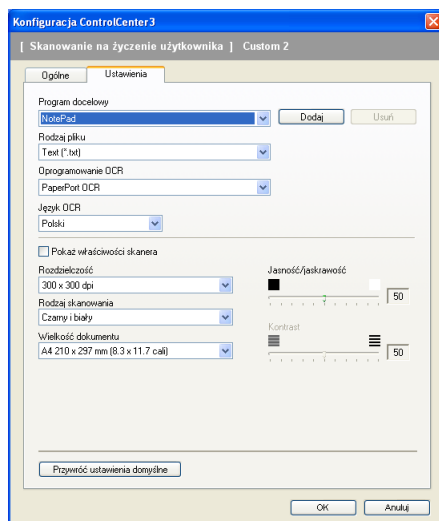 Konfiguracja ControlCenter3
[ Skanowanie na życzenie użytkownika ] Custom 2
Ogólne Ustawienia
Program docelowy
NotePad Dodaj Usuń
Rodzaj pliku
Text (*.txt)
Oprogramowanie OCR
PaperPort OCR
Język OCR
Polski
Pokaż właściwości skanera
Rozdzielczość Jasność/jaskrawość
300 x 300 dpi 50
Rodzaj skanowania
Czarny i biały
Kontrast
Wielkość dokumentu
A4 210 x 297 mm (8.3 x 11.7 cali) 50
Przywróć ustawienia domyślne
OK Anuluj